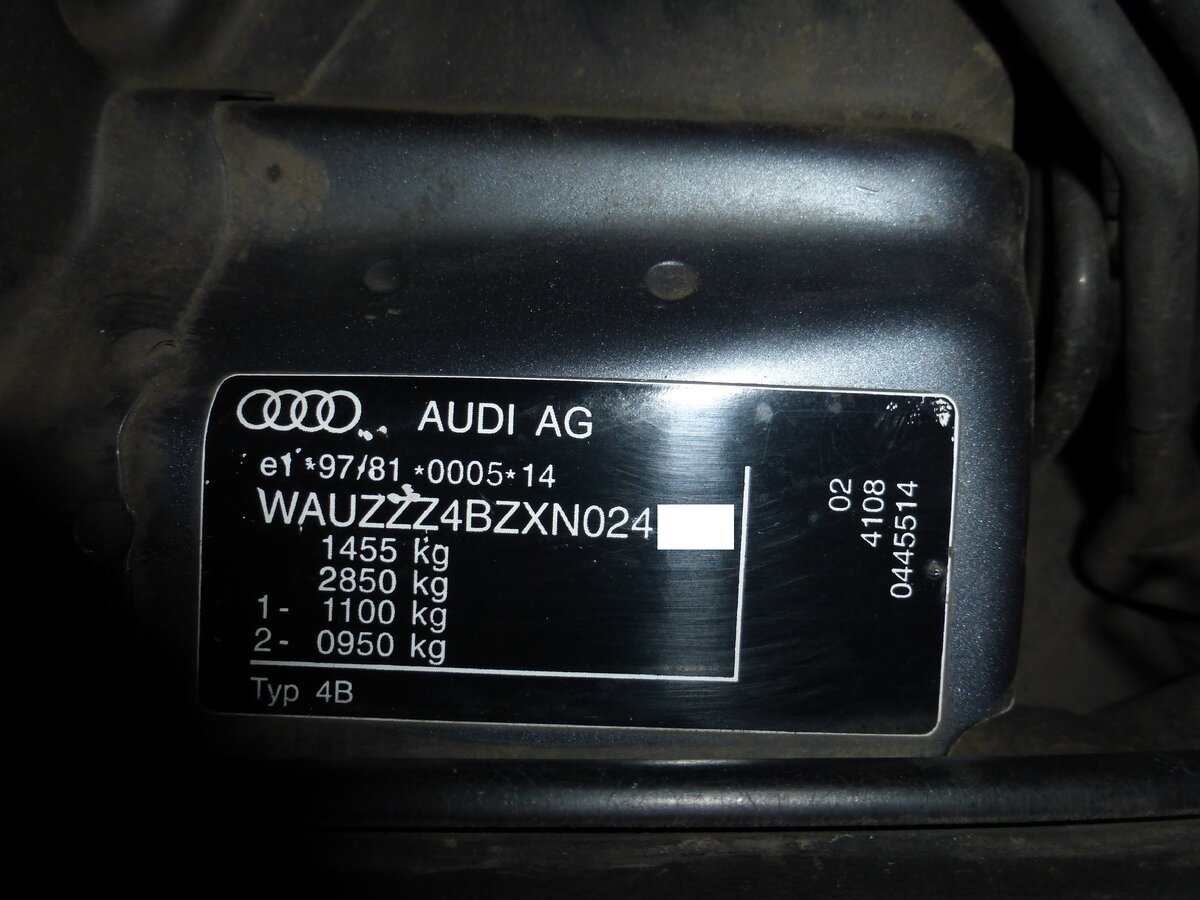 AUDI AG
e1*97/81*0005*14
WAUZZZ4BZXN024
1455 kg
2850 kg
1- 1100 kg
2- 0950 kg
Typ 4B
02
4108
0445514